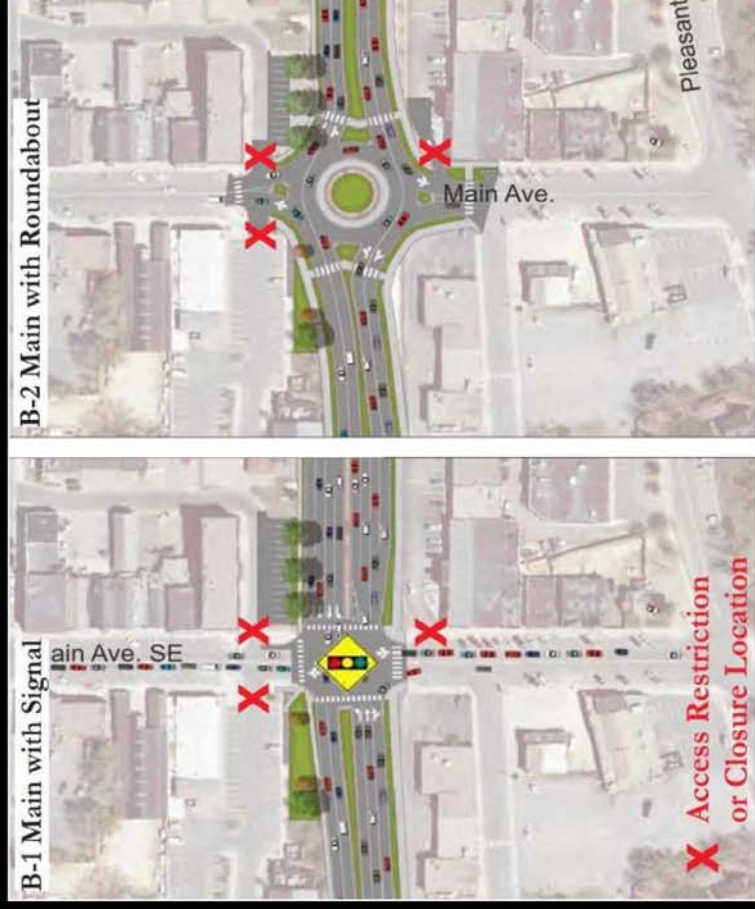 B-2 Main with Roundabout
Main Ave.
Pleasant
B-1 Main with Signal
ain Ave. SE
X Access Restriction
or Closure Location